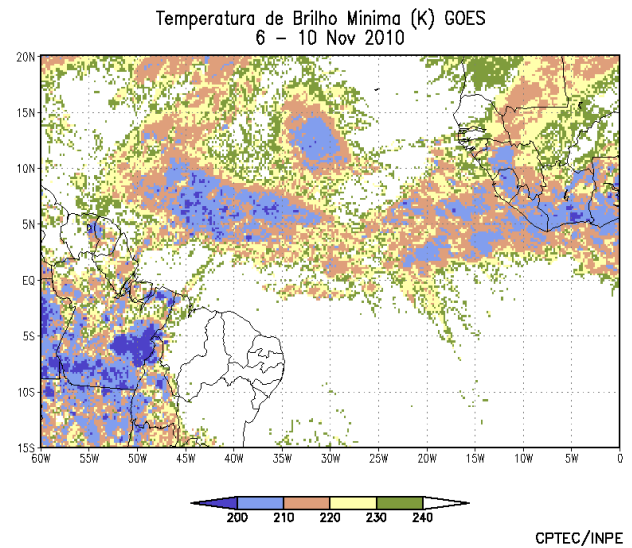 Temperatura de Brilho Minima (K) GOES
6 - 10 Nov 2010
20N
15N
10N
5N
EQ
5S
10S
15S
60W 55W 50W 45W 40W 35W 30W 25W 20W 15W 10W 5W 0
200 210 220 230 240
CPTEC/INPE